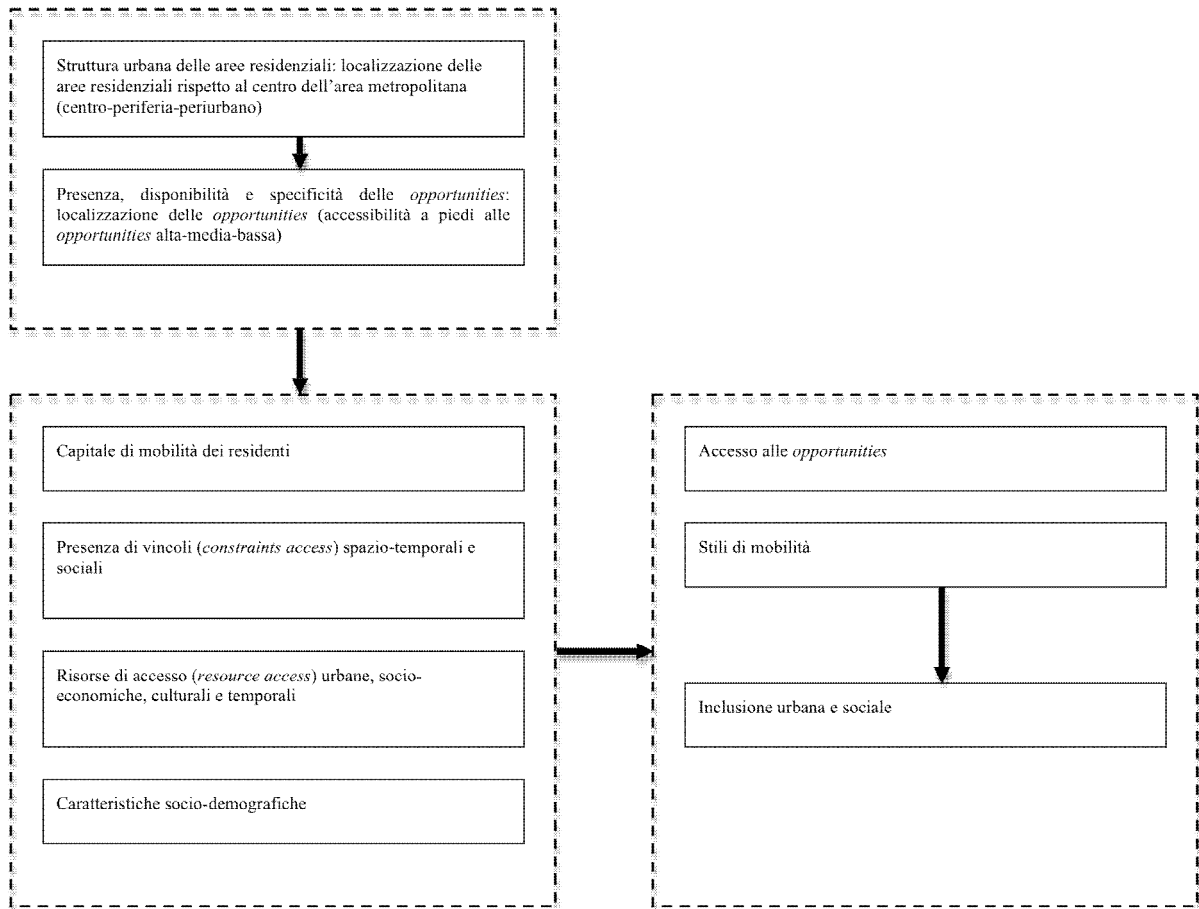 Struttura urbana delle aree residenziali: localizzazione delle
aree residenziali rispetto al centro dell'area metropolitana
(centro-periferia-periurbano)
Presenza, disponibilità e specificità delle opportunities:
localizzazione delle opportunities (accessibilità a piedi alle
opportunities alta-media-bassa)
Capitale di mobilità dei residenti
Presenza di vincoli (constraints access) spazio-temporali e
sociali
Risorse di accesso (resource access) urbane, socio-
economiche, culturali e temporali
Caratteristiche socio-demografiche
Accesso alle opportunities
Stili di mobilità
Inclusione urbana e sociale